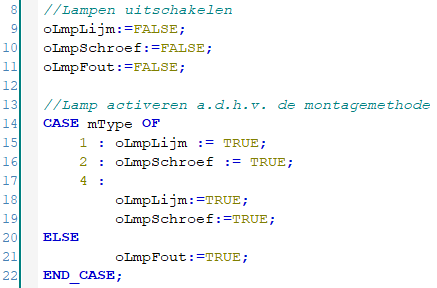 8 //Lampen uitschakelen
9 oLmpLijm:=FALSE;
10 oLmpSchroef:=FALSE;
11 oLmpFout:=FALSE;
12
13 //Lamp activeren a.d.h.v. de montagemethode
14 CASE mType OF
15 1 : oLmpLijm := TRUE;
16 2 : oLmpSchroef := TRUE;
17 4 :
18 oLmpLijm:=TRUE;
19 oLmpSchroef:=TRUE;
20 ELSE
21 oLmpFout:=TRUE;
22 END_CASE;